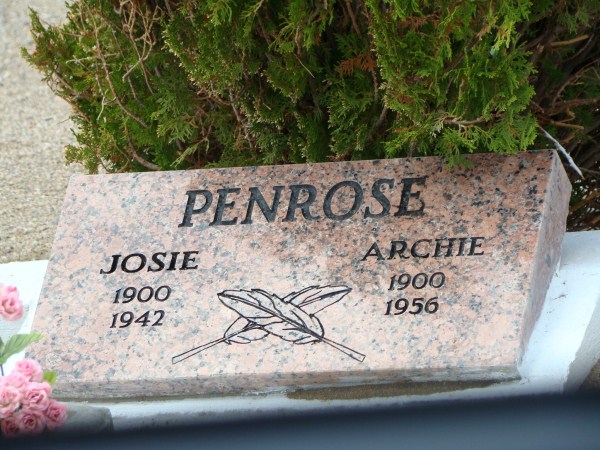 PENROSE
JOSIE
1900
1942
ARCHIE
1900
1956